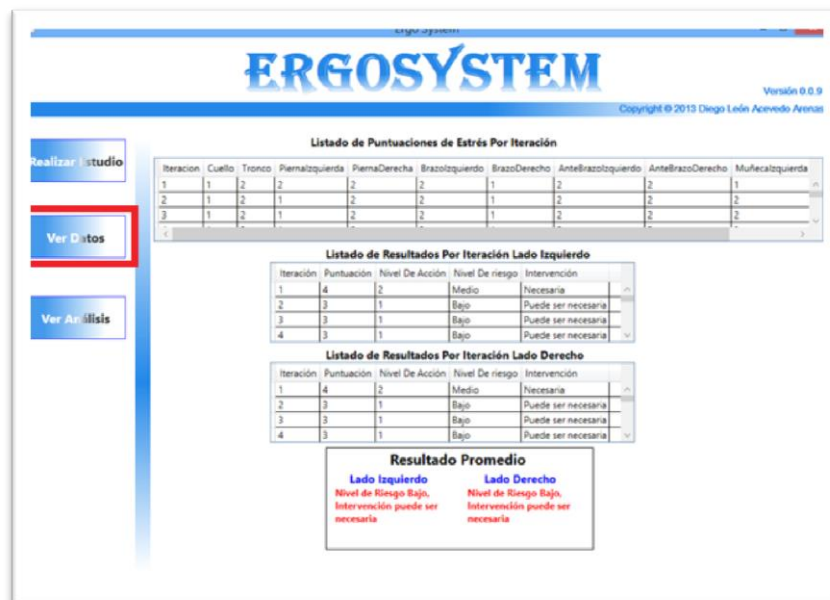 Ergo System
ERGOSYSTEM
Versión 0.0.9
Copyright © 2013 Diego León Acevedo Arenas
Realizar Estudio
Ver Datos
Ver Análisis
Listado de Puntuaciones de Estrés Por Iteración
Iteracion Cuello Tronco PiernaIzquierda PiernaDerecha BrazoIzquierdo BrazoDerecho AnteBrazoIzquierdo AnteBrazoDerecho MuñecaIzquierda
1 1 2 2 2 2 1 2 2 1
2 1 2 1 2 2 1 2 2 2
3 1 2 1 2 2 1 2 2 2
Listado de Resultados Por Iteración Lado Izquierdo
Iteración Puntuación Nivel De Acción Nivel De riesgo Intervención
1 4 2 Medio Necesaria
2 3 1 Bajo Puede ser necesaria
3 3 1 Bajo Puede ser necesaria
4 3 1 Bajo Puede ser necesaria
Listado de Resultados Por Iteración Lado Derecho
Iteración Puntuación Nivel De Acción Nivel De riesgo Intervención
1 4 2 Medio Necesaria
2 3 1 Bajo Puede ser necesaria
3 3 1 Bajo Puede ser necesaria
4 3 1 Bajo Puede ser necesaria
Resultado Promedio
Lado Izquierdo Lado Derecho
Nivel de Riesgo Bajo, Nivel de Riesgo Bajo,
Intervención puede ser Intervención puede ser
necesaria necesaria